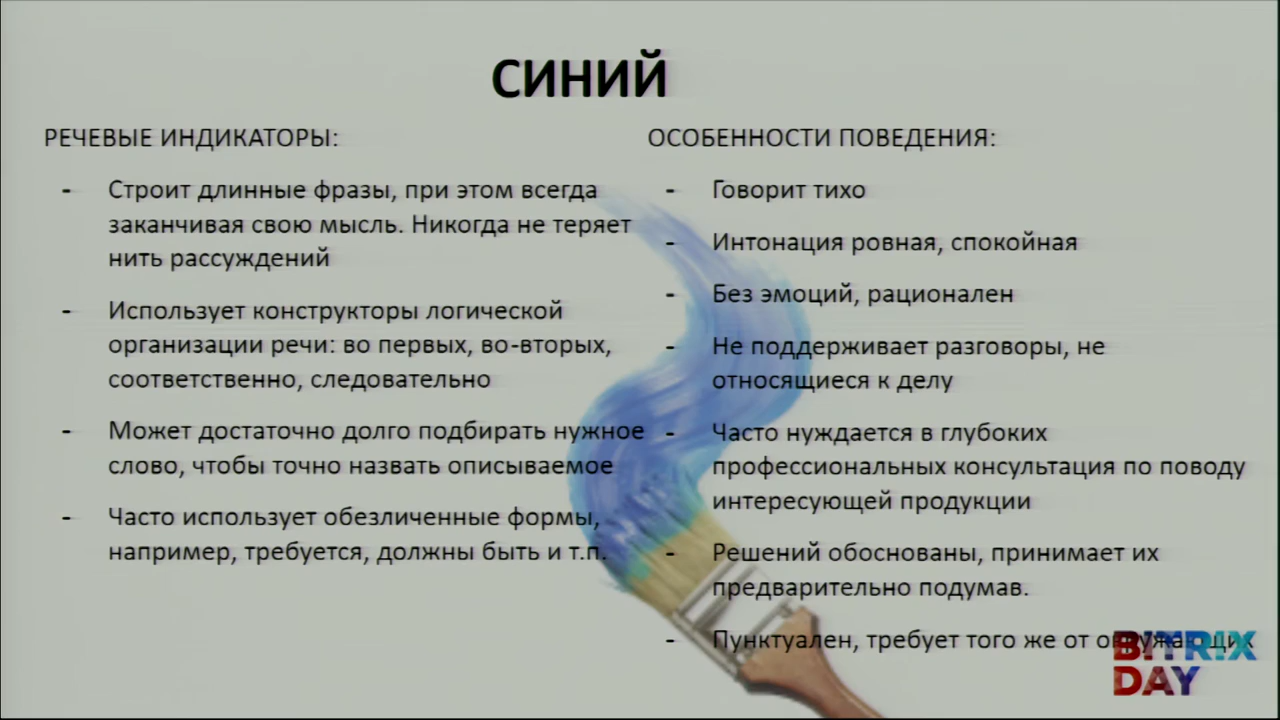 СИНИЙ
РЕЧЕВЫЕ ИНДИКАТОРЫ:
- Строит длинные фразы, при этом всегда
заканчивая свою мысль. Никогда не теряет
нить рассуждений
- Использует конструкторы логической
организации речи: во первых, во-вторых,
соответственно, следовательно
- Может достаточно долго подбирать нужное
слово, чтобы точно назвать описываемое
- Часто использует обезличенные формы,
например, требуется, должны быть и т.п.
ОСОБЕННОСТИ ПОВЕДЕНИЯ:
- Говорит тихо
- Интонация ровная, спокойная
- Без эмоций, рационален
- Не поддерживает разговоры, не
относящиеся к делу
- Часто нуждается в глубоких
профессиональных консультация по поводу
интересующей продукции
- Решений обоснованы, принимает их
предварительно подумав.
- Пунктуален, требует того же от окружающих
BITRIX
DAY